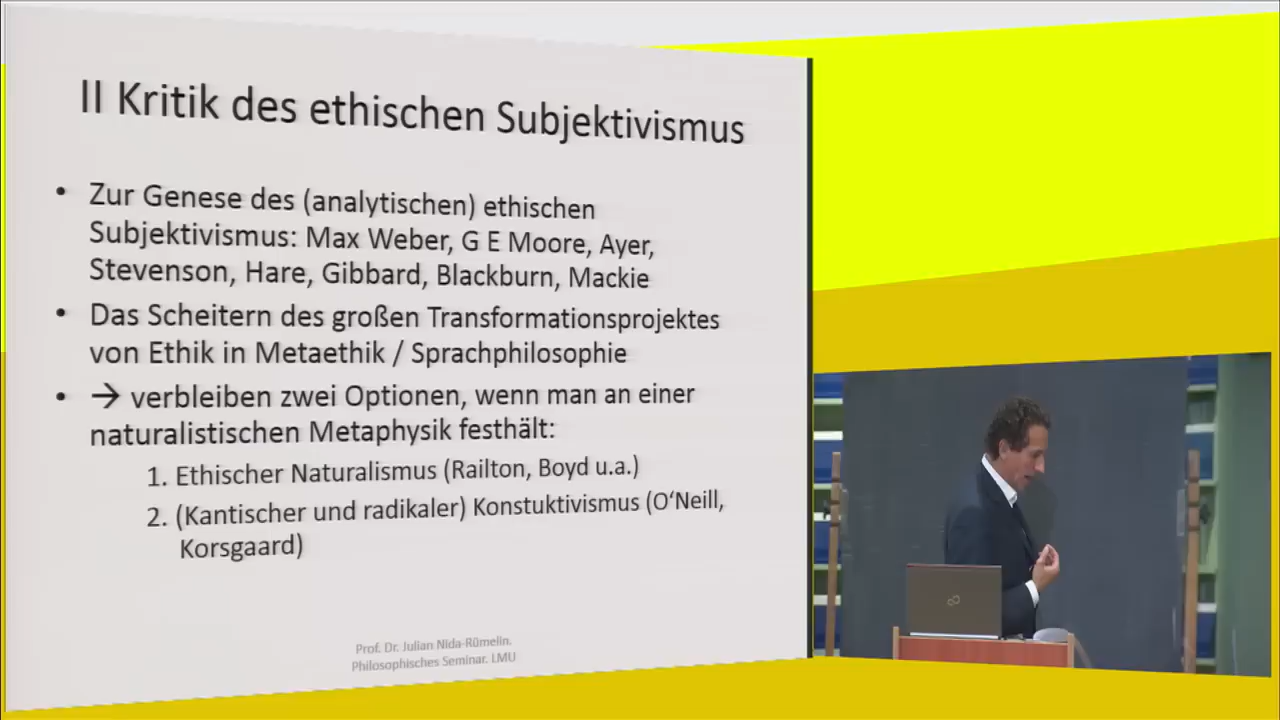 II Kritik des ethischen Subjektivismus
• Zur Genese des (analytischen) ethischen
Subjektivismus: Max Weber, G E Moore, Ayer,
Stevenson, Hare, Gibbard, Blackburn, Mackie
• Das Scheitern des großen Transformationsprojektes
von Ethik in Metaethik / Sprachphilosophie
• → verbleiben zwei Optionen, wenn man an einer
naturalistischen Metaphysik festhält:
1. Ethischer Naturalismus (Railton, Boyd u.a.)
2. (Kantischer und radikaler) Konstuktivismus (O‘Neill,
Korsgaard)
Prof. Dr. Julian Nida-Rümelin.
Philosophisches Seminar. LMU